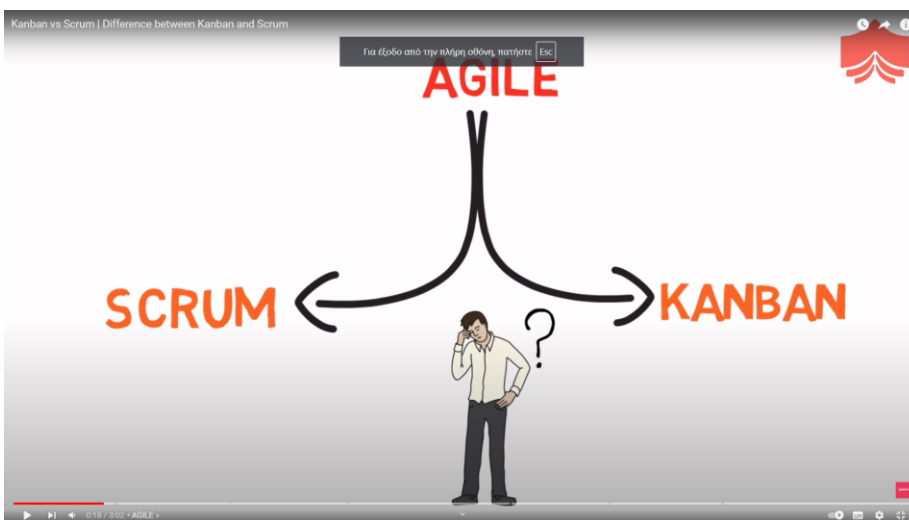 Kanban vs Scrum | Difference between Kanban and Scrum
Για έξοδο από την πλήρη οθόνη, πατήστε Esc
AGILE
SCRUM
KANBAN
?
0:18 / 3:02 • AGILE >